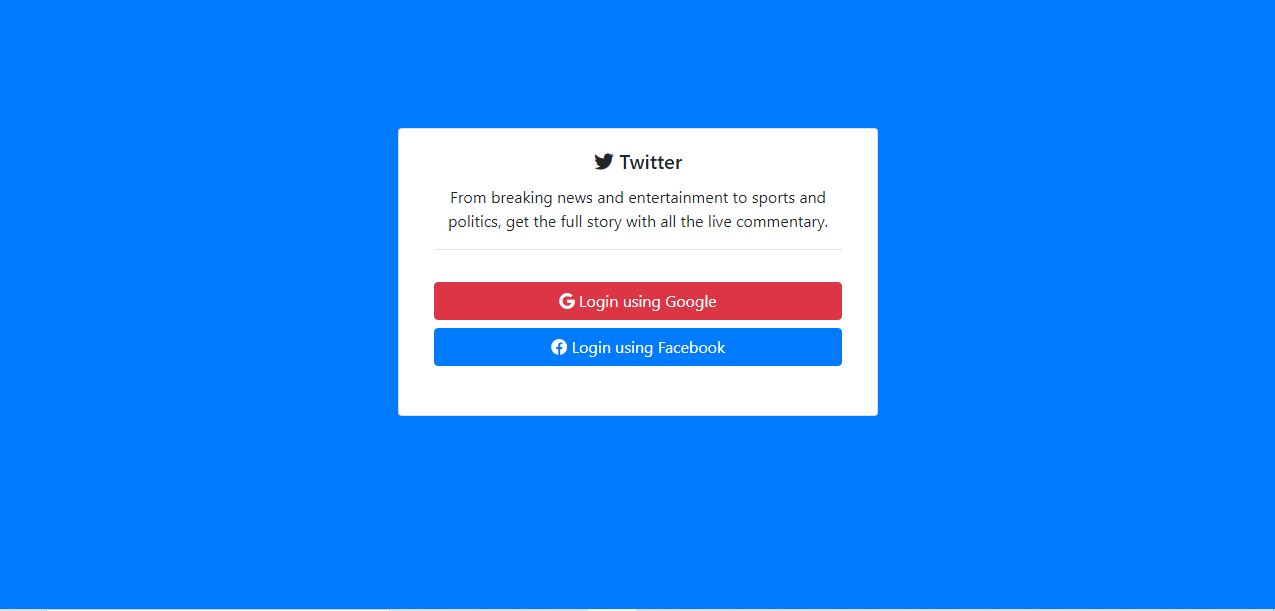 Twitter
From breaking news and entertainment to sports and
politics, get the full story with all the live commentary.
Login using Google
Login using Facebook